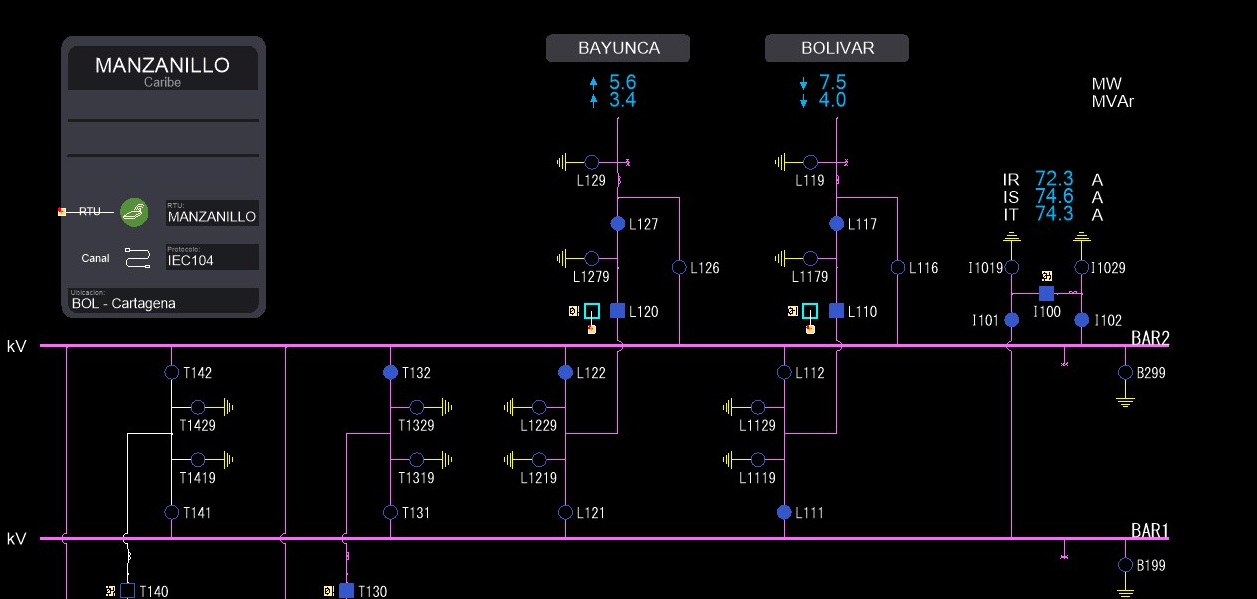 MANZANILLO
Caribe
RTU
RTU:
MANZANILLO
Canal
Protocolo:
IEC104
Ubicacion:
BOL - Cartagena
BAYUNCA
5.6
3.4
BOLIVAR
7.5
4.0
MW
MVAr
IR 72.3 A
IS 74.6 A
IT 74.3 A
L129
L119
L127
L117
L1279
L126
L1179
L116
I1019
I1029
L120
L110
I100
I101
I102
kV
BAR2
T142
T132
L122
L112
B299
T1429
T1329
L1229
L1129
T1419
T1319
L1219
L1119
T141
T131
L121
L111
kV
BAR1
B199
T140
T130